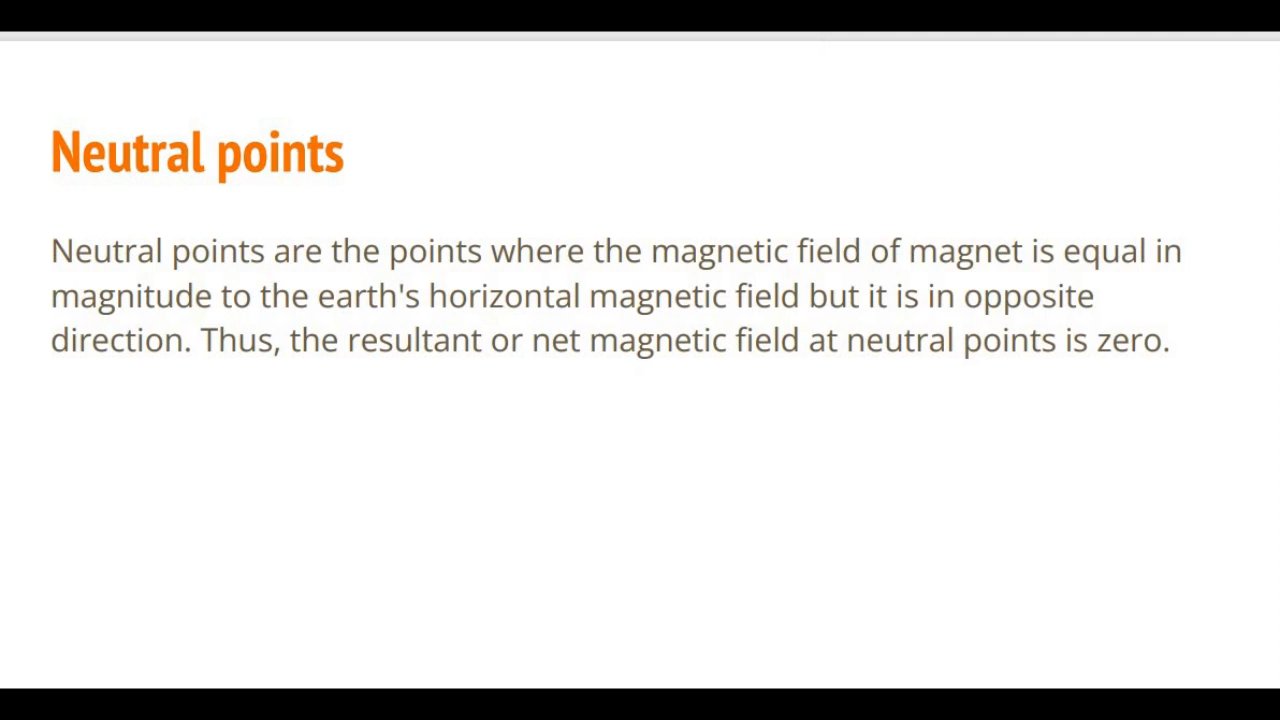 Neutral points
Neutral points are the points where the magnetic field of magnet is equal in
magnitude to the earth's horizontal magnetic field but it is in opposite
direction. Thus, the resultant or net magnetic field at neutral points is zero.